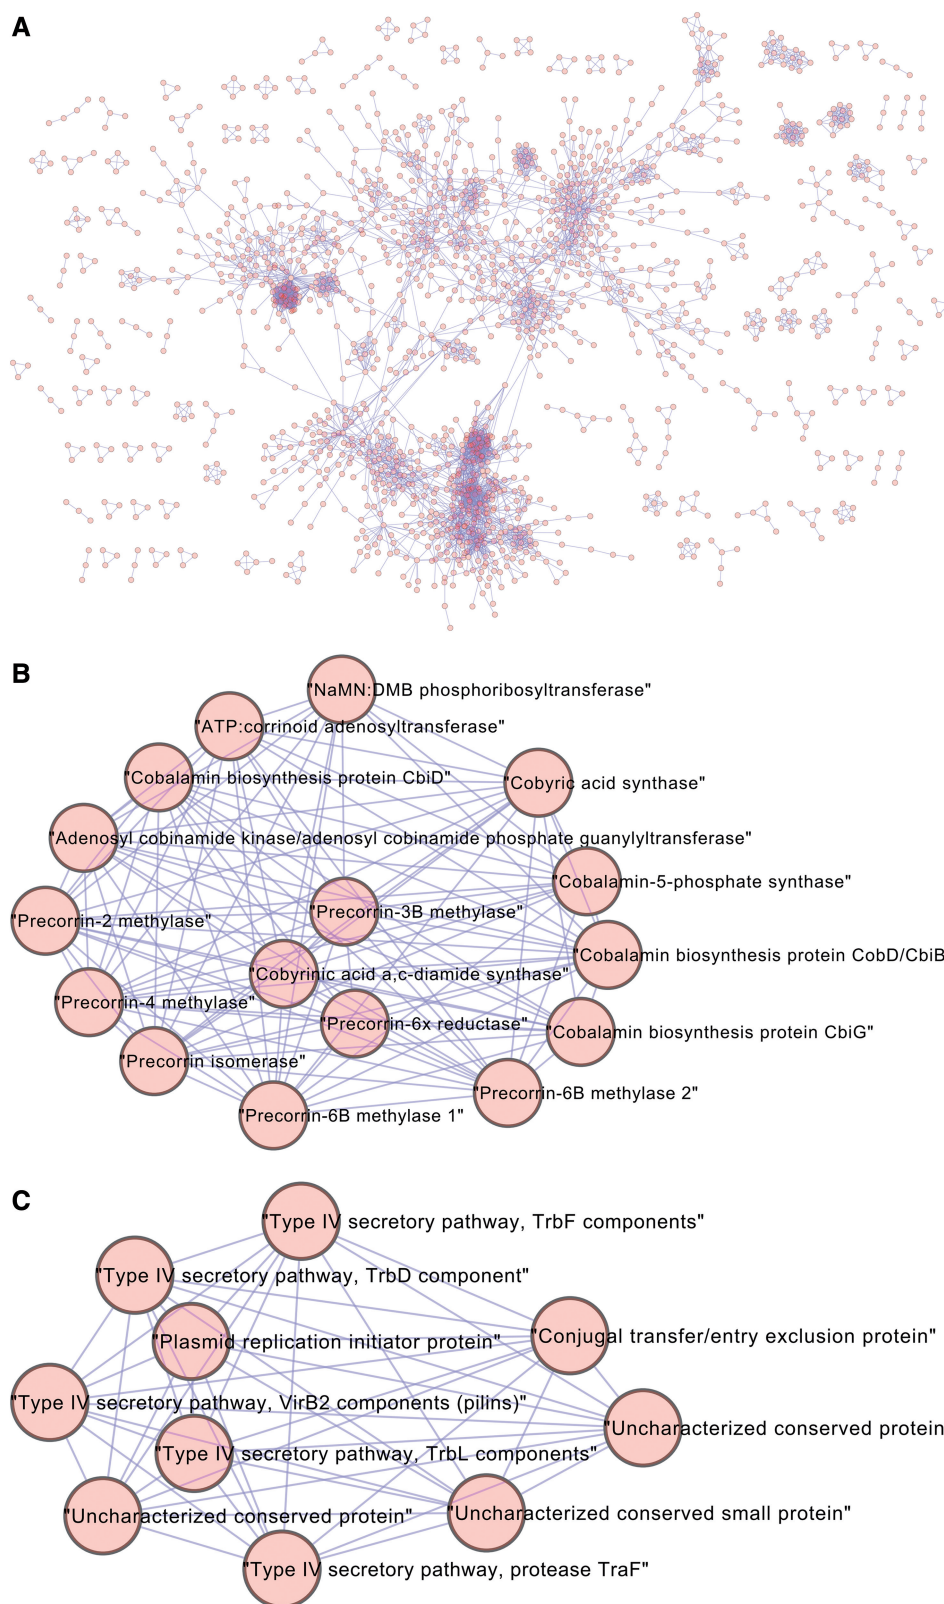 A
B
"NaMN:DMB phosphoribosyltransferase"
"ATP:corrinoid adenosyltransferase"
"Cobalamin biosynthesis protein CbiD"
"Cobyric acid synthase"
"Adenosyl cobinamide kinase/adenosyl cobinamide phosphate guanylyltransferase"
"Cobalamin-5-phosphate synthase"
"Precorrin-3B methylase"
"Precorrin-2 methylase"
"Cobalamin biosynthesis protein CobD/CbiB
"Cobyrinic acid a,c-diamide synthase"
"Precorrin-4 methylase"
"Precorrin-6x reductase"
"Cobalamin biosynthesis protein CbiG"
"Precorrin isomerase"
"Precorrin-6B methylase 2"
"Precorrin-6B methylase 1"
C
"Type IV secretory pathway, TrbF components"
"Type IV secretory pathway, TrbD component"
"Conjugal transfer/entry exclusion protein"
"Plasmid replication initiator protein"
"Type IV secretory pathway, VirB2 components (pilins)"
"Uncharacterized conserved protein
"Type IV secretory pathway, TrbL components"
"Uncharacterized conserved small protein"
"Uncharacterized conserved protein"
"Type IV secretory pathway, protease TraF"